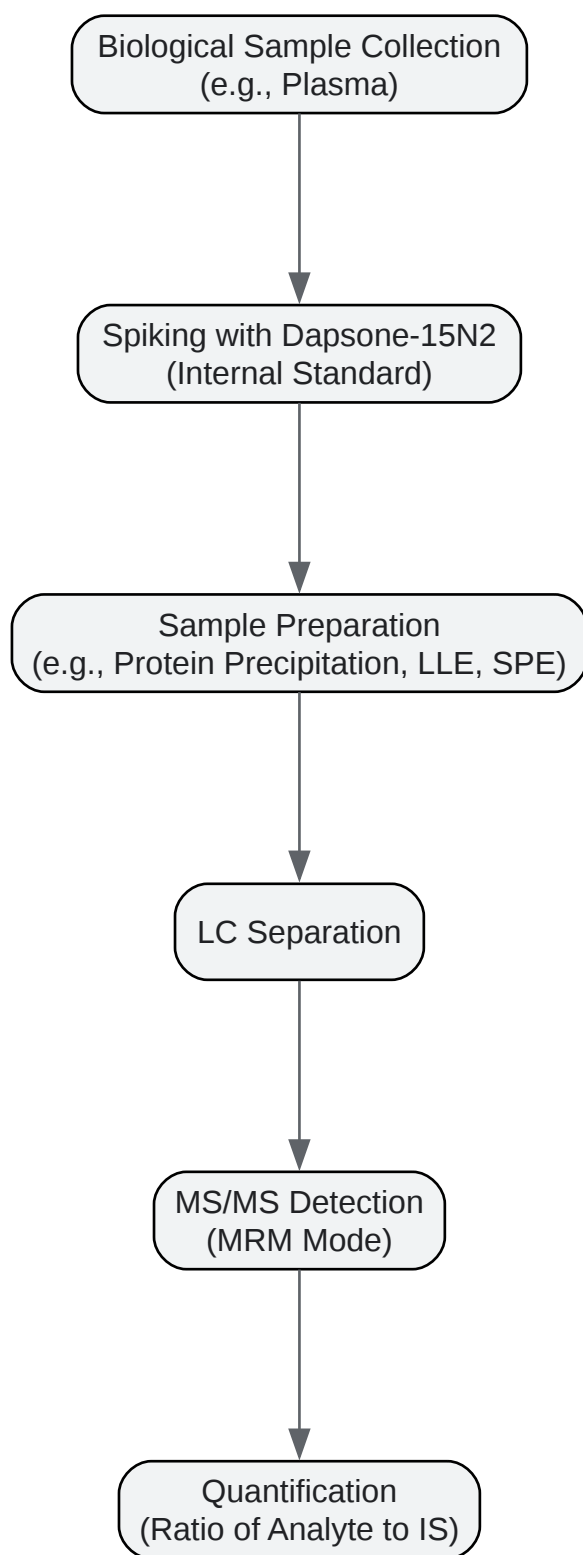 Biological Sample Collection
(e.g., Plasma)
Spiking with Dapsone-15N2
(Internal Standard)
Sample Preparation
(e.g., Protein Precipitation, LLE, SPE)
LC Separation
MS/MS Detection
(MRM Mode)
Quantification
(Ratio of Analyte to IS)